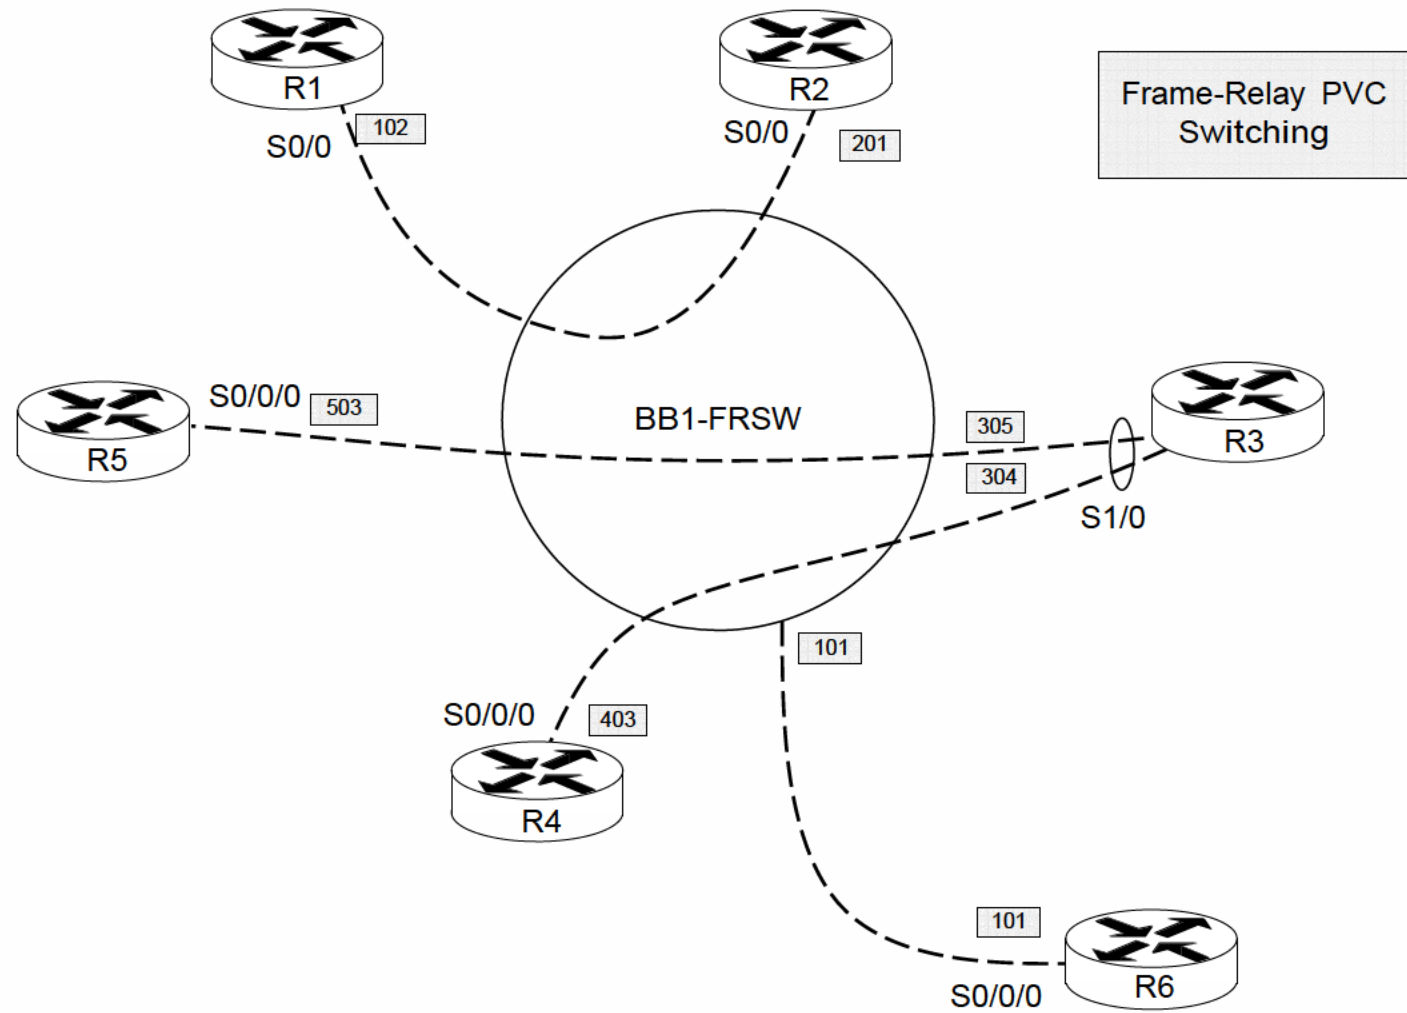 R1
R2
Frame-Relay PVC
Switching
S0/0
102
S0/0
201
S0/0/0
503
BB1-FRSW
305
R3
R5
304
S1/0
101
S0/0/0
403
R4
101
R6
S0/0/0